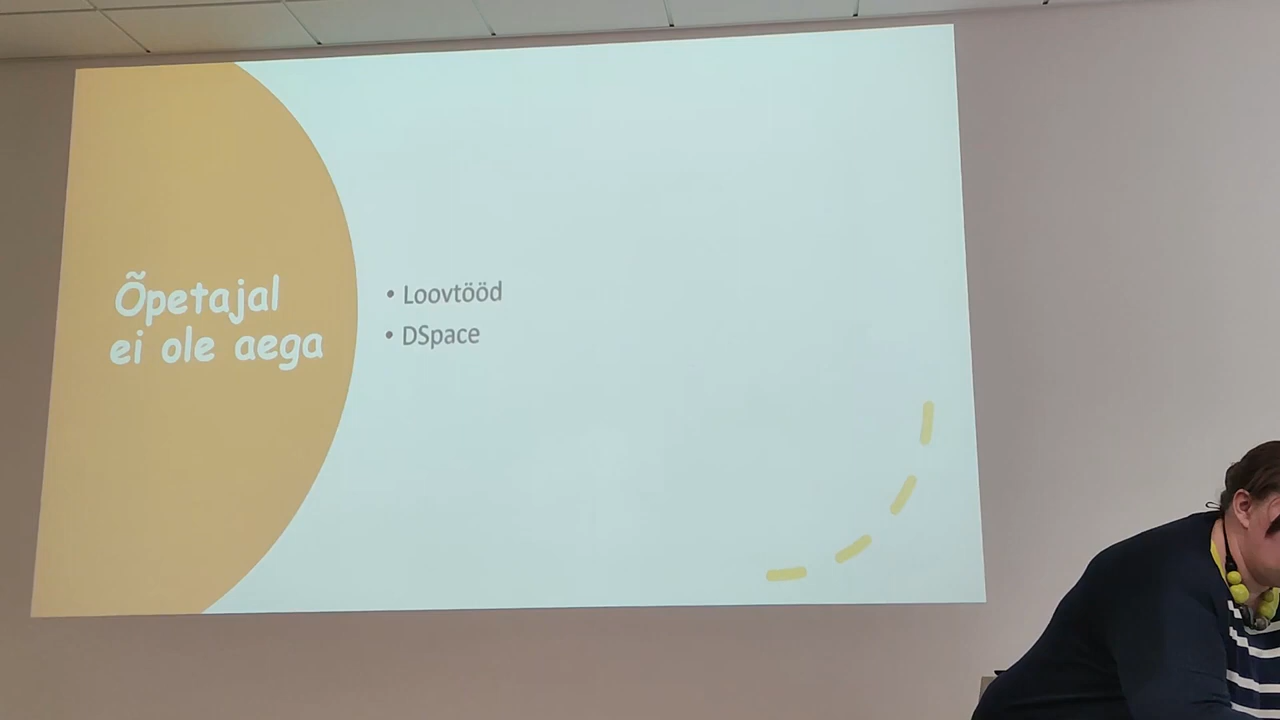 Õpetajal
ei ole aega
• Loovtööd
• DSpace